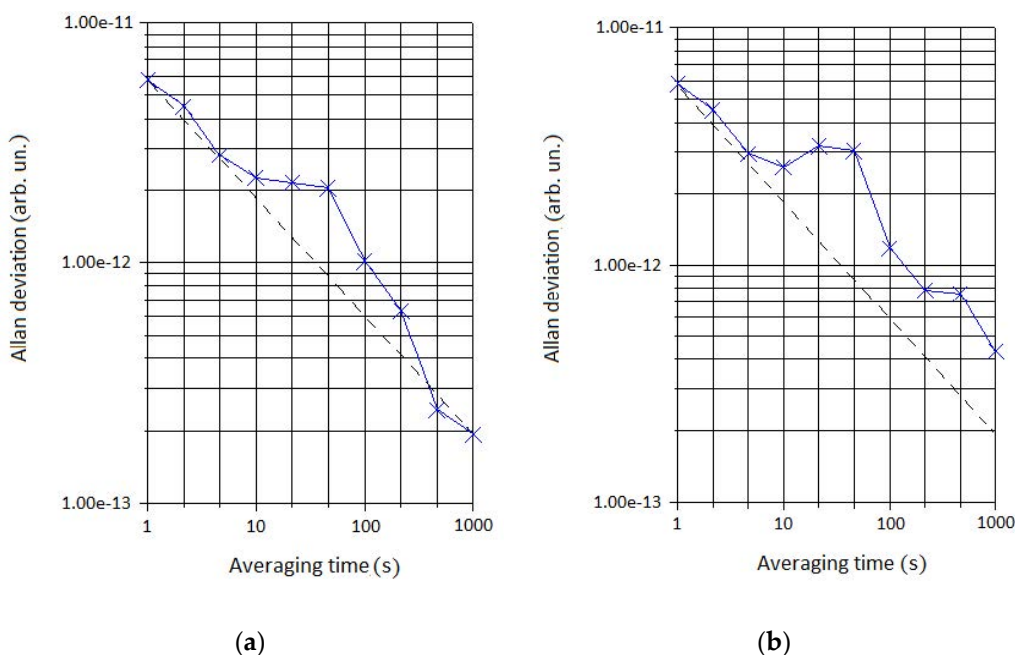 1.00e-11
1.00e-12
1.00e-13
Allan deviation (arb. un.)
1 10 100 1000
Averaging time (s)
(a)
1.00e-11
1.00e-12
1.00e-13
Allan deviation (arb. un.)
1 10 100 1000
Averaging time (s)
(b)